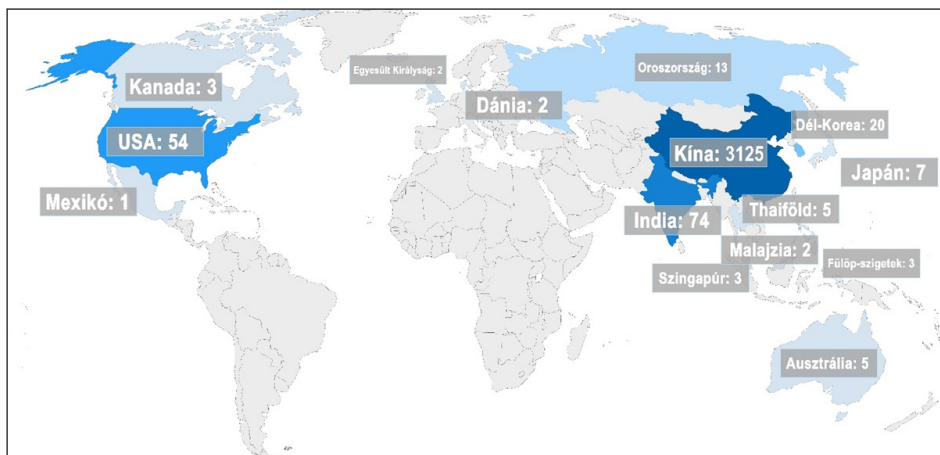 Egyesült Királyság: 2
Oroszország: 13
Kanada: 3
Dánia: 2
Dél-Korea: 20
USA: 54
Kína: 3125
Japán: 7
Mexikó: 1
India: 74
Thaiföld: 5
Malajzia: 2
Szingapúr: 3
Fülöp-szigetek: 3
Ausztrália: 5